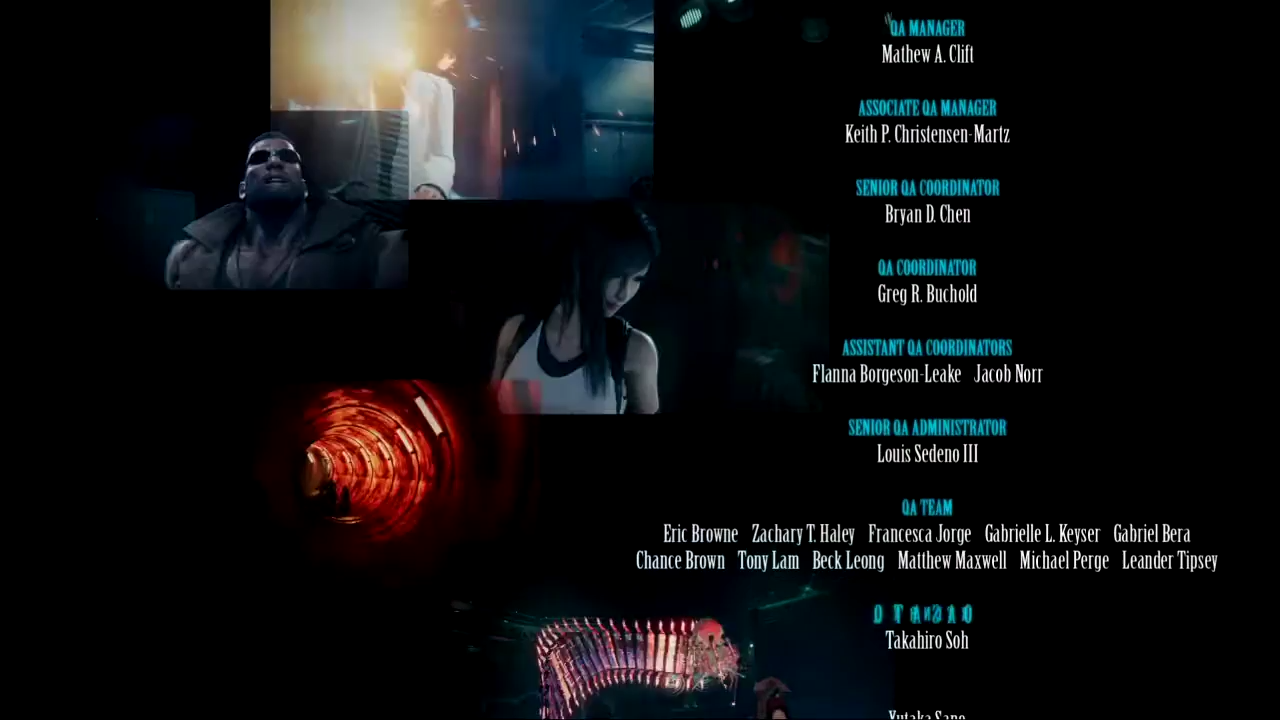 QA MANAGER
Mathew A. Clift
ASSOCIATE QA MANAGER
Keith P. Christensen-Martz
SENIOR QA COORDINATOR
Bryan D. Chen
QA COORDINATOR
Greg R. Buchold
ASSISTANT QA COORDINATORS
Flanna Borgeson-Leake Jacob Norr
SENIOR QA ADMINISTRATOR
Louis Sedeno III
QA TEAM
Eric Browne Zachary T. Haley Francesca Jorge Gabrielle L. Keyser Gabriel Bera
Chance Brown Tony Lam Beck Leong Matthew Maxwell Michael Perge Leander Tipsey
Takahiro Soh